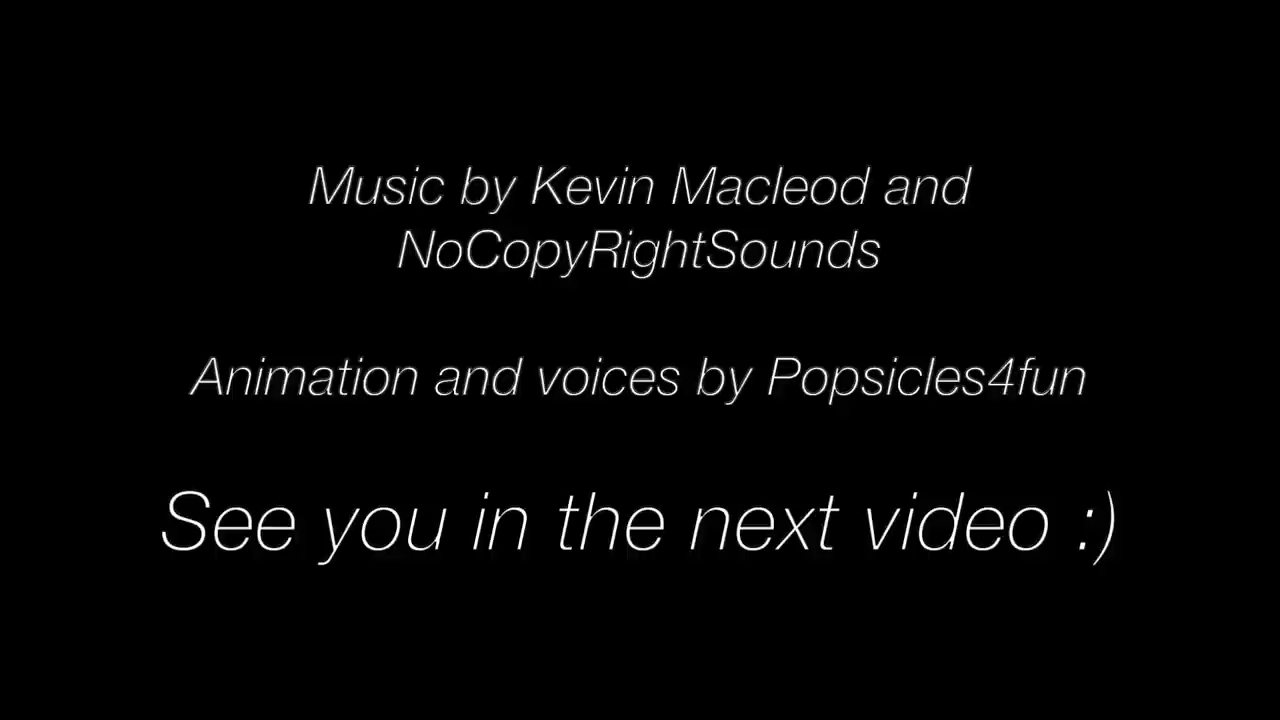 Music by Kevin Macleod and
NoCopyRightSounds
Animation and voices by Popsicles4fun
See you in the next video :)